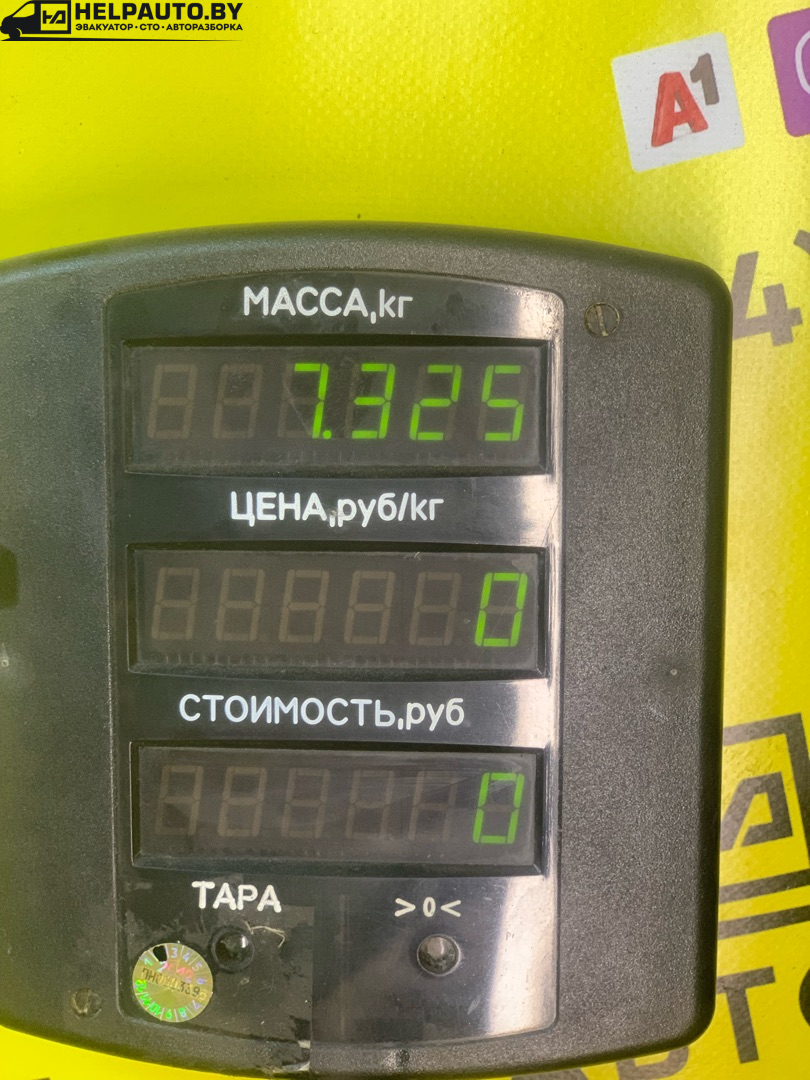 HELPAUTO.BY
ЭВАКУАТОР • СТО • АВТОРАЗБОРКА
A1
МАССА,кг
7.325
ЦЕНА,руб/кг
0
СТОИМОСТЬ,руб
0
ТАРА
>0<